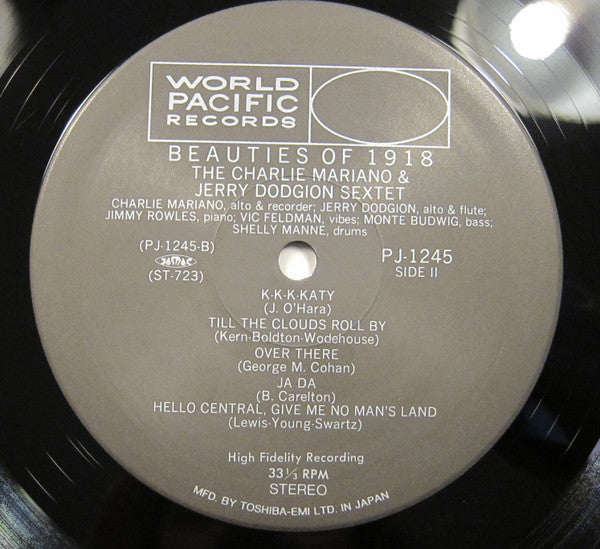 WORLD
PACIFIC
RECORDS
BEAUTIES OF 1918
THE CHARLIE MARIANO &
JERRY DODGION SEXTET
CHARLIE MARIANO, alto & recorder; JERRY DODGION, alto & flute;
JIMMY ROWLES, piano; VIC FELDMAN, vibes; MONTE BUDWIG, bass;
SHELLY MANNE, drums
(PJ-1245-B)
JASRAC
(ST-723)
PJ-1245
SIDE II
K-K-K-KATY
(J. O'Hara)
TILL THE CLOUDS ROLL BY
(Kern-Boldton-Wodehouse)
OVER THERE
(George M. Cohan)
JA DA
(B. Carelton)
HELLO CENTRAL, GIVE ME NO MAN'S LAND
(Lewis-Young-Swartz)
High Fidelity Recording
33⅓ RPM
STEREO
MFD. BY TOSHIBA-EMI LTD. IN JAPAN